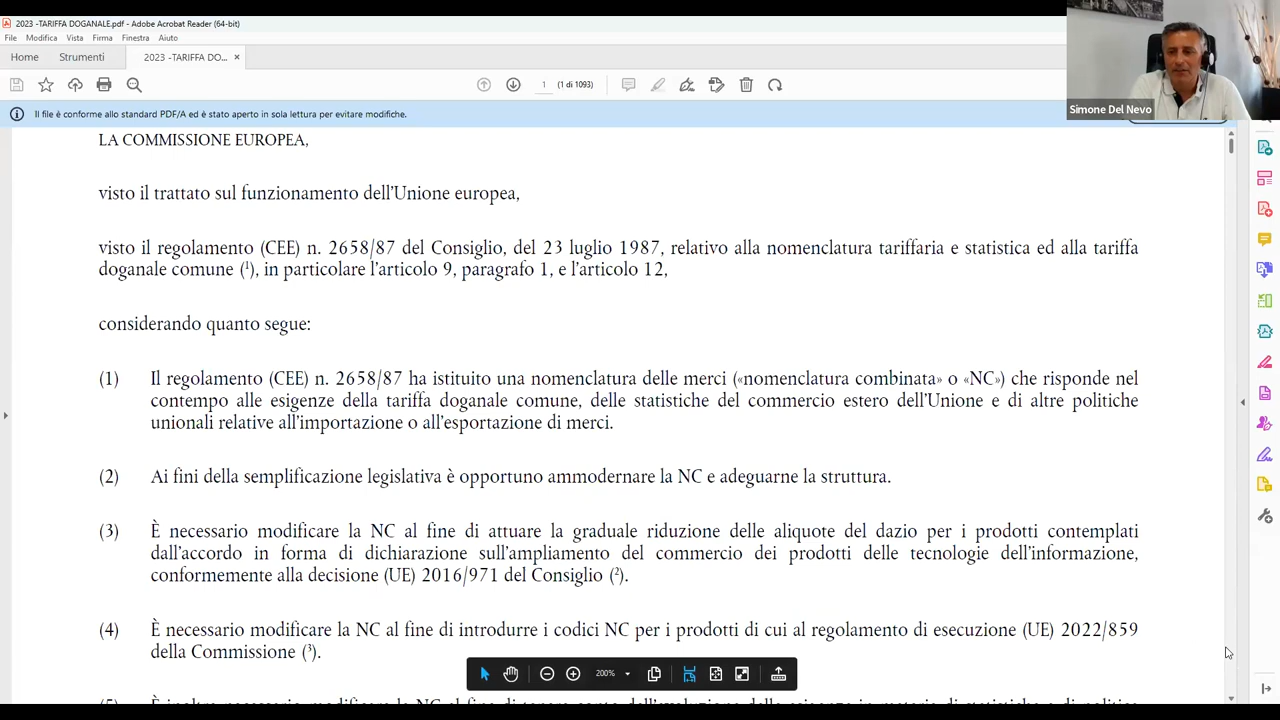 2023 -TARIFFA DOGANALE.pdf - Adobe Acrobat Reader (64-bit)
File Modifica Vista Firma Finestra Aiuto
Home Strumenti 2023 -TARIFFA DO... ×
1 (1 di 1093)
Simone Del Nevo
Il file è conforme allo standard PDF/A ed è stato aperto in sola lettura per evitare modifiche.
LA COMMISSIONE EUROPEA,
visto il trattato sul funzionamento dell'Unione europea,
visto il regolamento (CEE) n. 2658/87 del Consiglio, del 23 luglio 1987, relativo alla nomenclatura tariffaria e statistica ed alla tariffa
doganale comune (1), in particolare l'articolo 9, paragrafo 1, e l'articolo 12,
considerando quanto segue:
(1) Il regolamento (CEE) n. 2658/87 ha istituito una nomenclatura delle merci («nomenclatura combinata» o «NC») che risponde nel
contempo alle esigenze della tariffa doganale comune, delle statistiche del commercio estero dell'Unione e di altre politiche
unionali relative all'importazione o all'esportazione di merci.
(2) Ai fini della semplificazione legislativa è opportuno ammodernare la NC e adeguarne la struttura.
(3) È necessario modificare la NC al fine di attuare la graduale riduzione delle aliquote del dazio per i prodotti contemplati
dall'accordo in forma di dichiarazione sull'ampliamento del commercio dei prodotti delle tecnologie dell'informazione,
conformemente alla decisione (UE) 2016/971 del Consiglio (2).
(4) È necessario modificare la NC al fine di introdurre i codici NC per i prodotti di cui al regolamento di esecuzione (UE) 2022/859
della Commissione (3).
200%